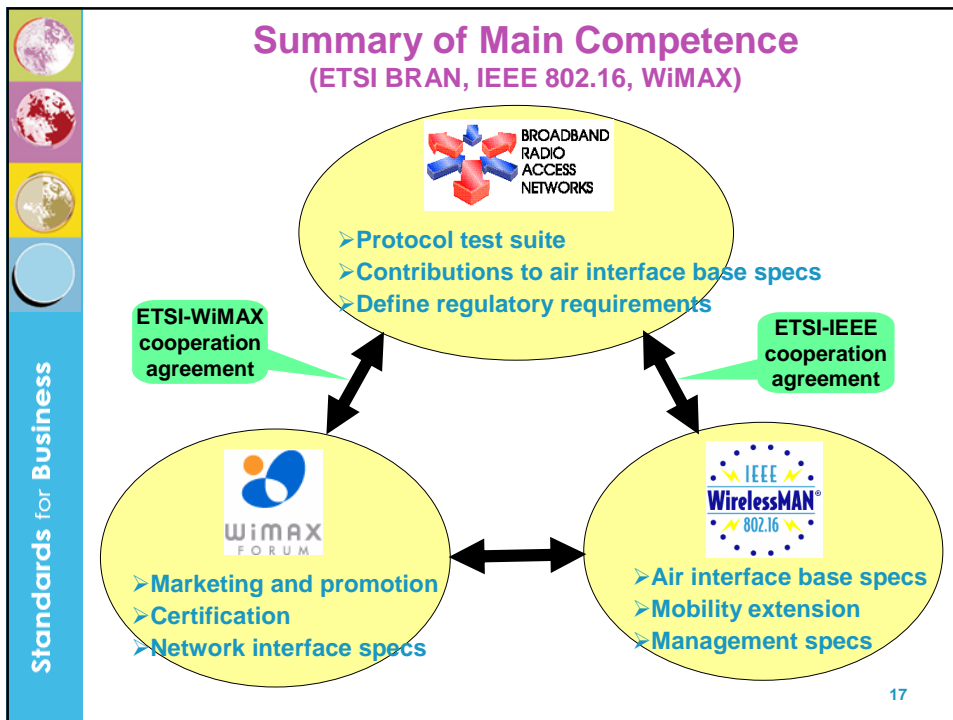 Summary of Main Competence
(ETSI BRAN, IEEE 802.16, WiMAX)
BROADBAND
RADIO
ACCESS
NETWORKS
➢Protocol test suite
➢Contributions to air interface base specs
➢Define regulatory requirements
ETSI-WiMAX
cooperation
agreement
ETSI-IEEE
cooperation
agreement
WiMAX
FORUM
➢Marketing and promotion
➢Certification
➢Network interface specs
IEEE
WirelessMAN®
802.16
➢Air interface base specs
➢Mobility extension
➢Management specs
Standards for Business
17